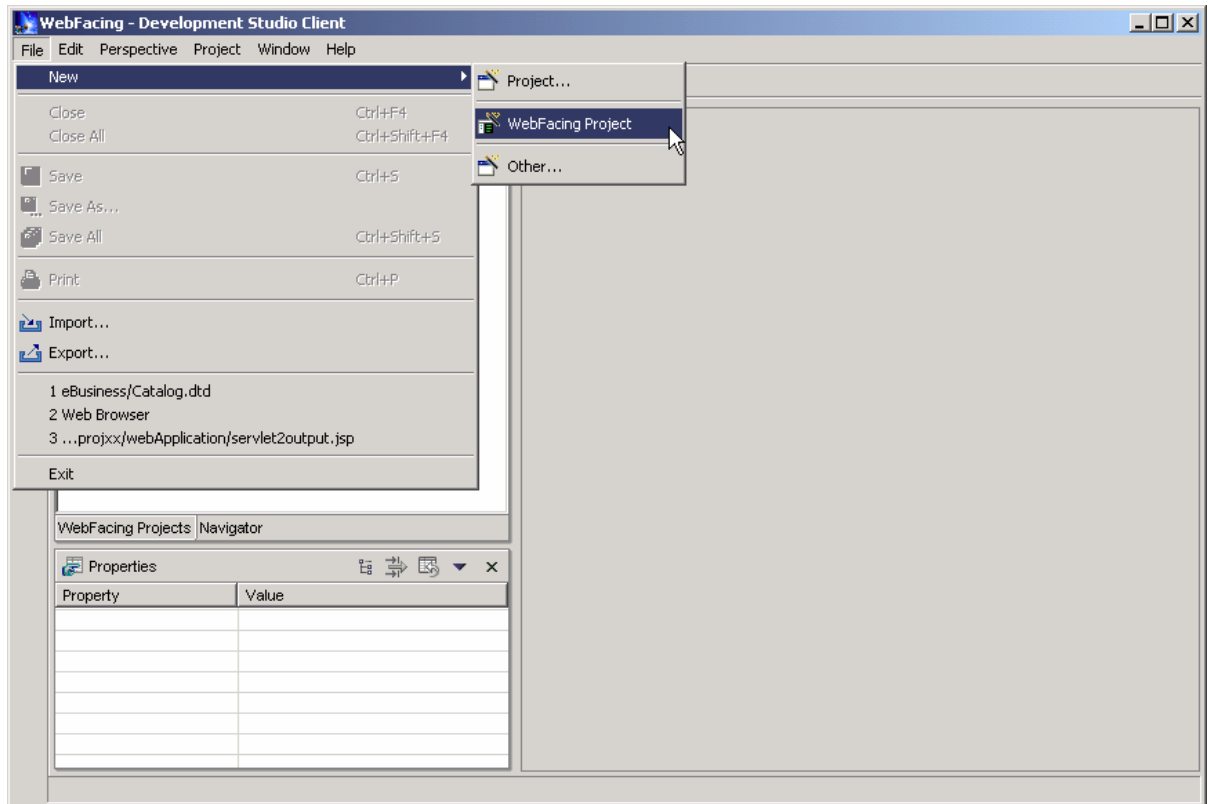 WebFacing - Development Studio Client
File Edit Perspective Project Window Help
New
Project...
WebFacing Project
Other...
Close Ctrl+F4
Close All Ctrl+Shift+F4
Save Ctrl+S
Save As...
Save All Ctrl+Shift+S
Print Ctrl+P
Import...
Export...
1 eBusiness/Catalog.dtd
2 Web Browser
3 ...projxx/webApplication/servlet2output.jsp
Exit
WebFacing Projects Navigator
Properties
Property Value